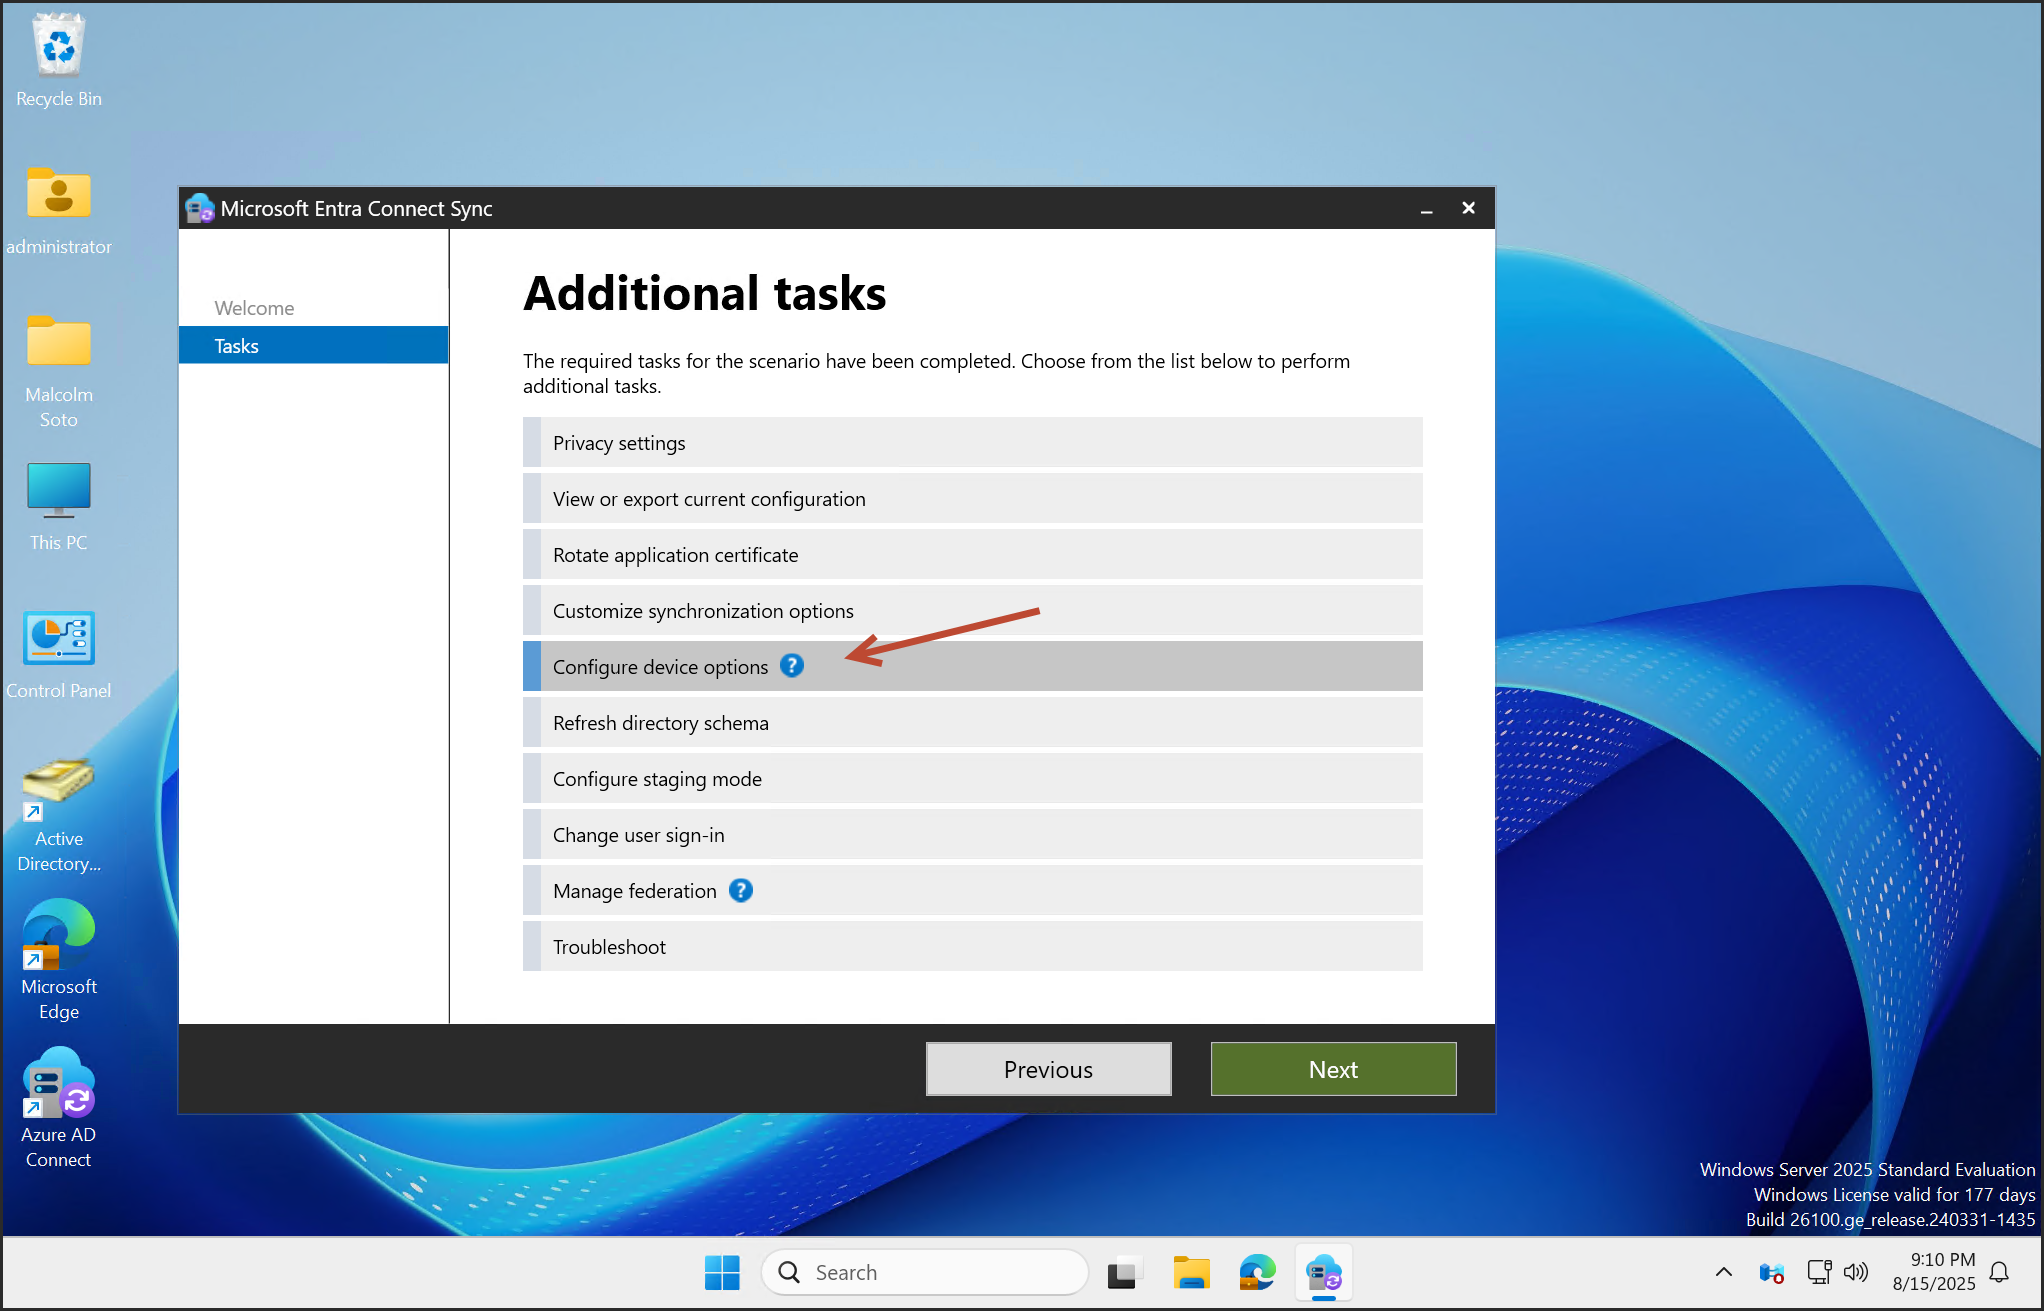 Recycle Bin
administrator
Malcolm
Soto
This PC
Control Panel
Active
Directory...
Microsoft
Edge
Azure AD
Connect
Microsoft Entra Connect Sync
Welcome
Tasks
Additional tasks
The required tasks for the scenario have been completed. Choose from the list below to perform
additional tasks.
Privacy settings
View or export current configuration
Rotate application certificate
Customize synchronization options
Configure device options ?
Refresh directory schema
Configure staging mode
Change user sign-in
Manage federation ?
Troubleshoot
Previous
Next
Windows Server 2025 Standard Evaluation
Windows License valid for 177 days
Build 26100.ge_release.240331-1435
Search
9:10 PM
8/15/2025